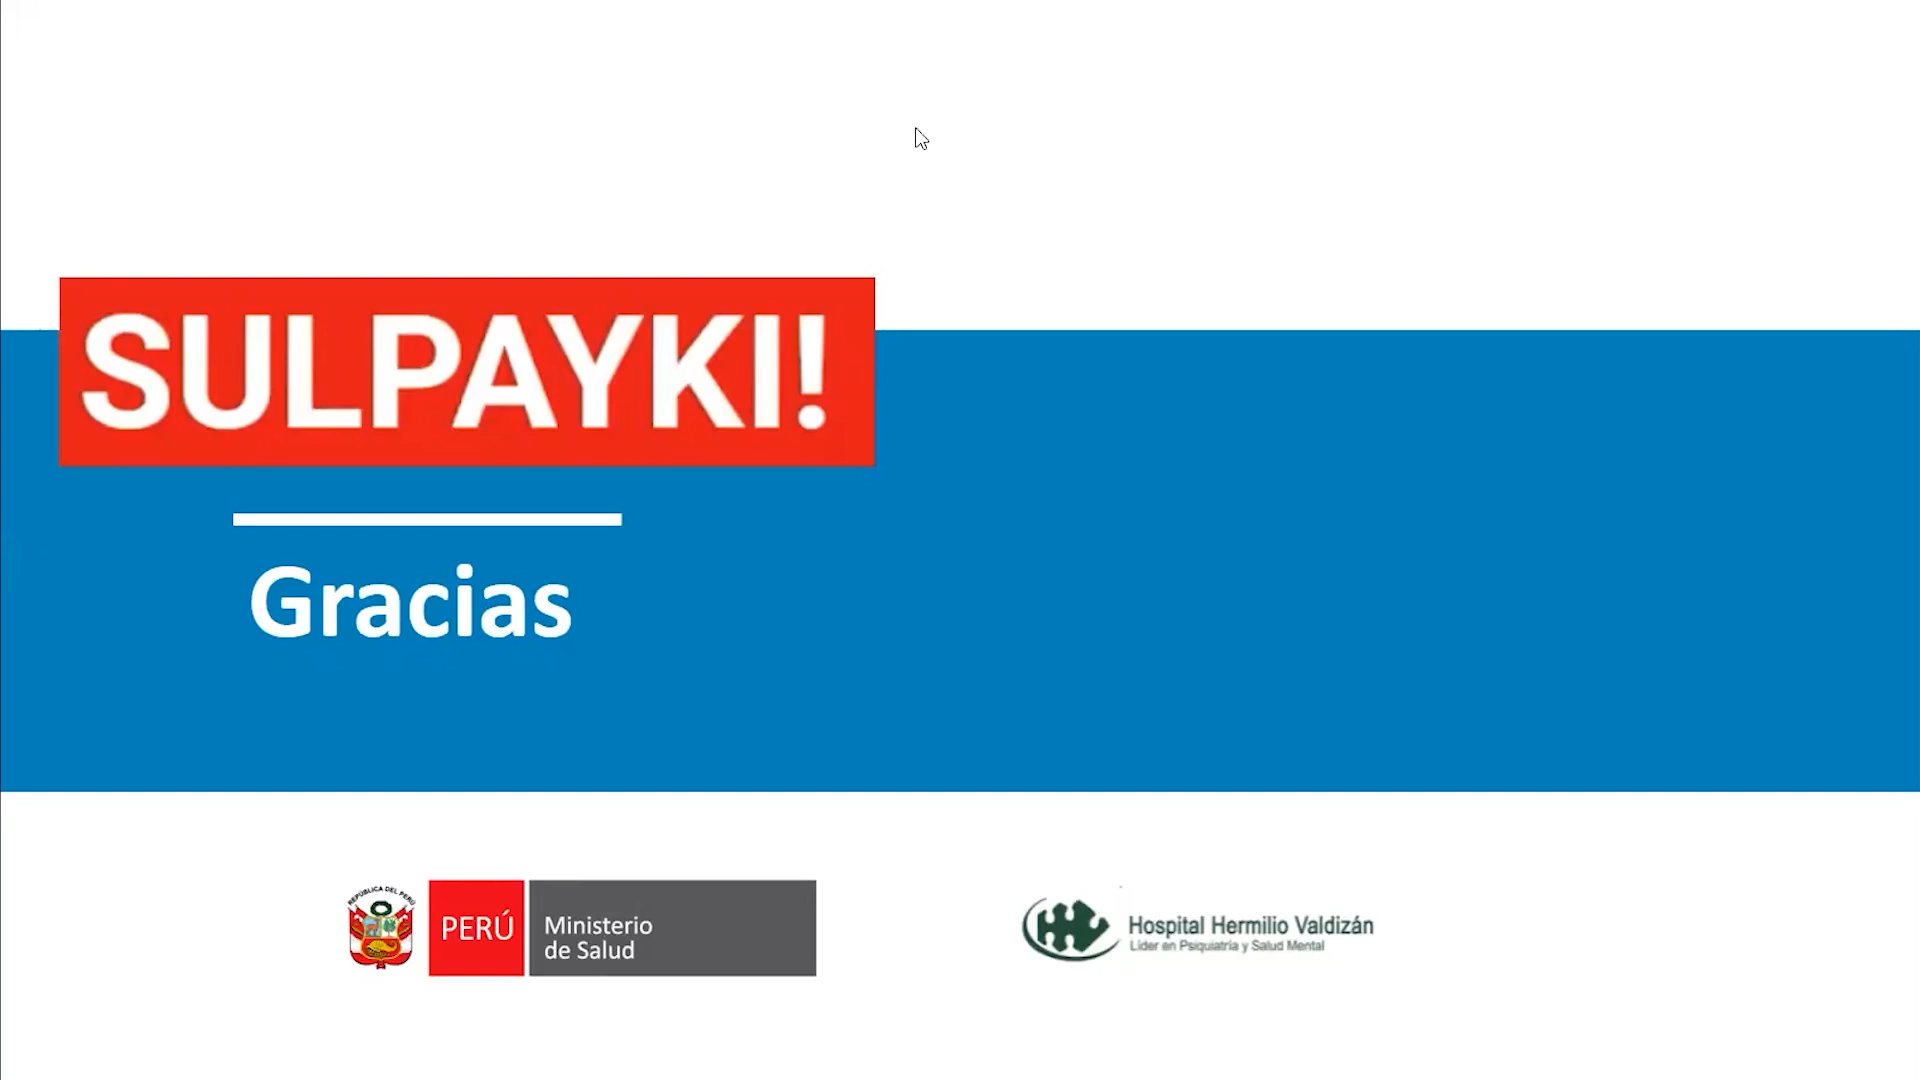 SULPAYKI!
Gracias
REPÚBLICA DEL PERÚ
PERÚ
Ministerio
de Salud
Hospital Hermilio Valdizán
Líder en Psiquiatría y Salud Mental